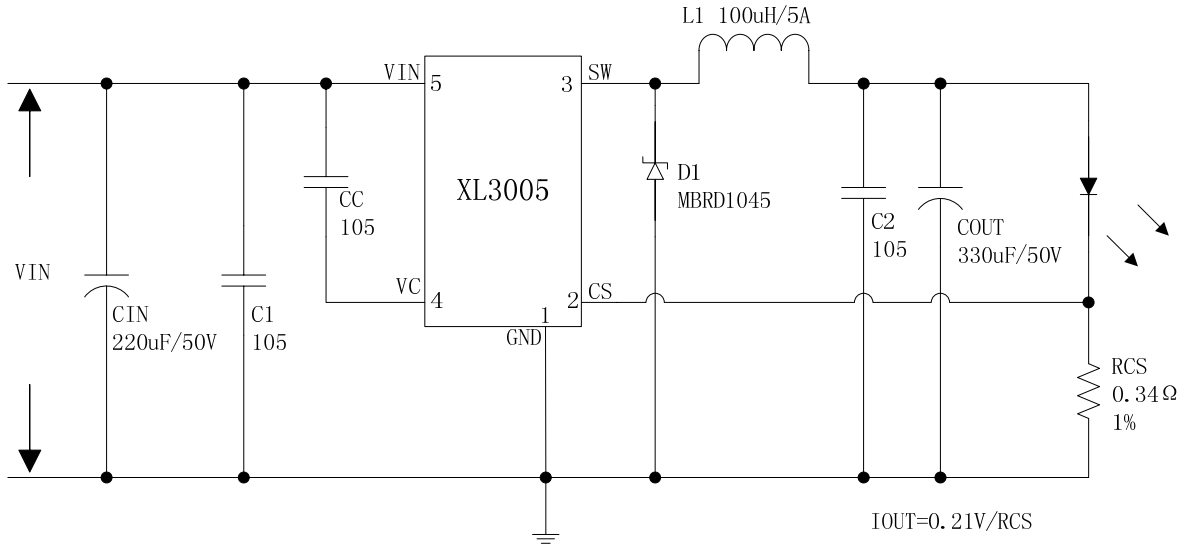 L1 100uH/5A
VIN
5
3
SW
XL3005
D1
MBRD1045
CC
105
C2
105
COUT
330uF/50V
VIN
VC
4
2
CS
1
GND
CIN
220uF/50V
C1
105
RCS
0.34Ω
1%
IOUT=0.21V/RCS